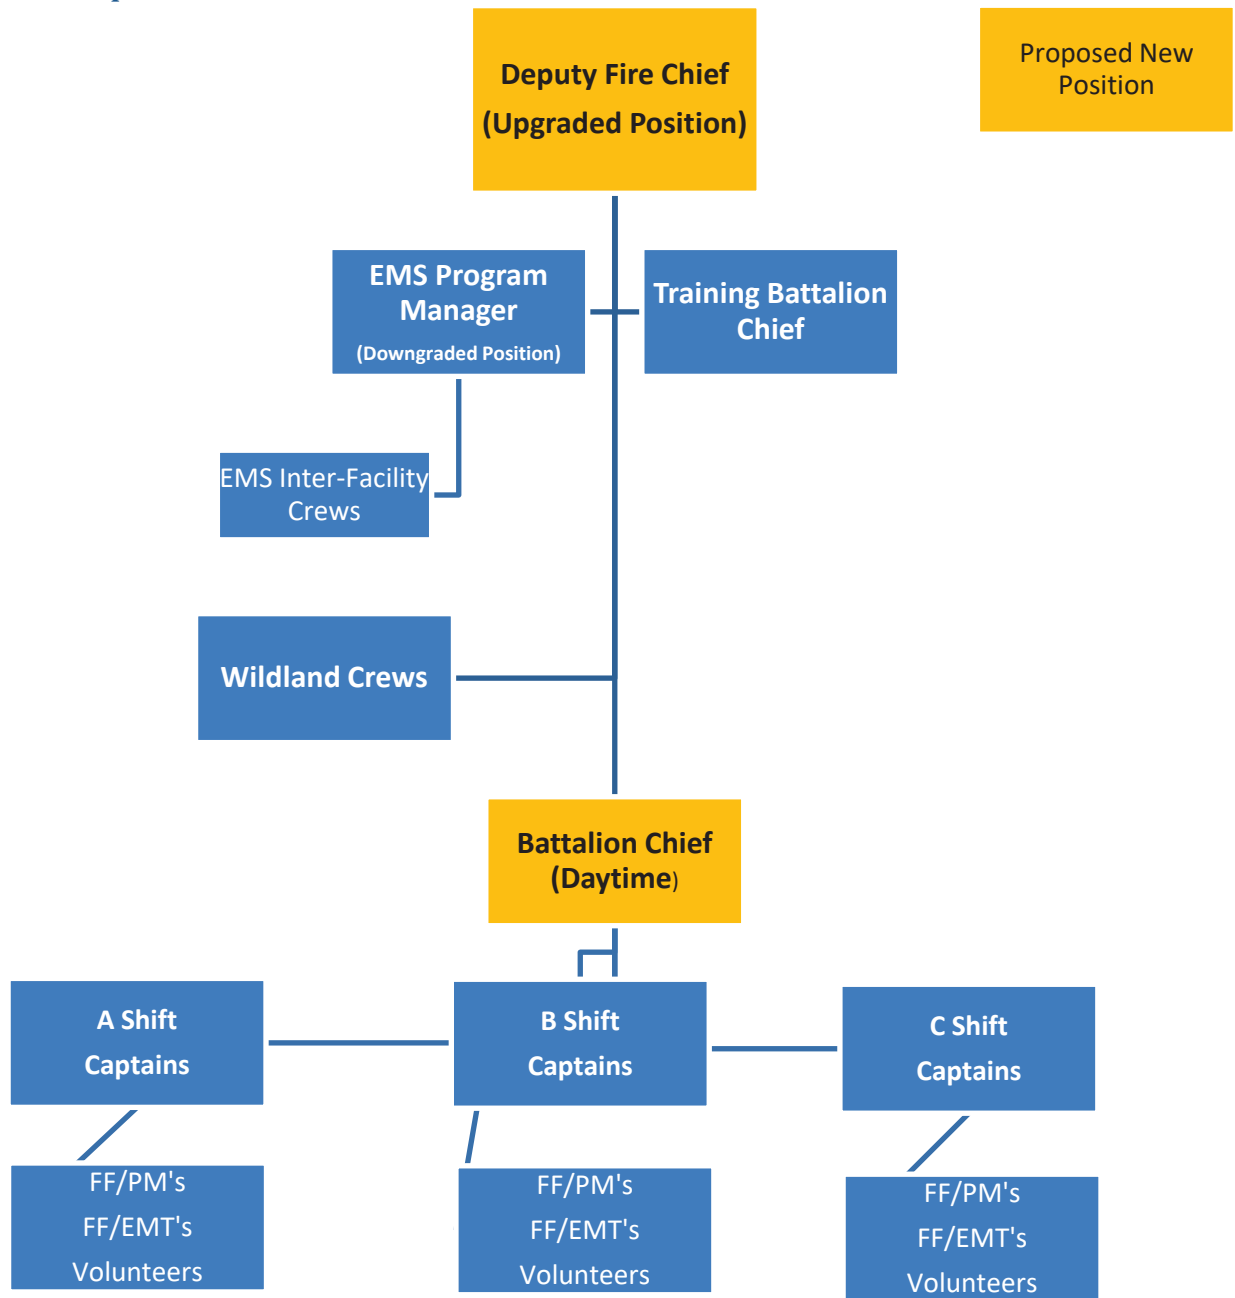 Deputy Fire Chief
(Upgraded Position)
Proposed New
Position
EMS Program
Manager
(Downgraded Position)
Training Battalion
Chief
EMS Inter-Facility
Crews
Wildland Crews
Battalion Chief
(Daytime)
A Shift
Captains
B Shift
Captains
C Shift
Captains
FF/PM's
FF/EMT's
Volunteers
FF/PM's
FF/EMT's
Volunteers
FF/PM's
FF/EMT's
Volunteers